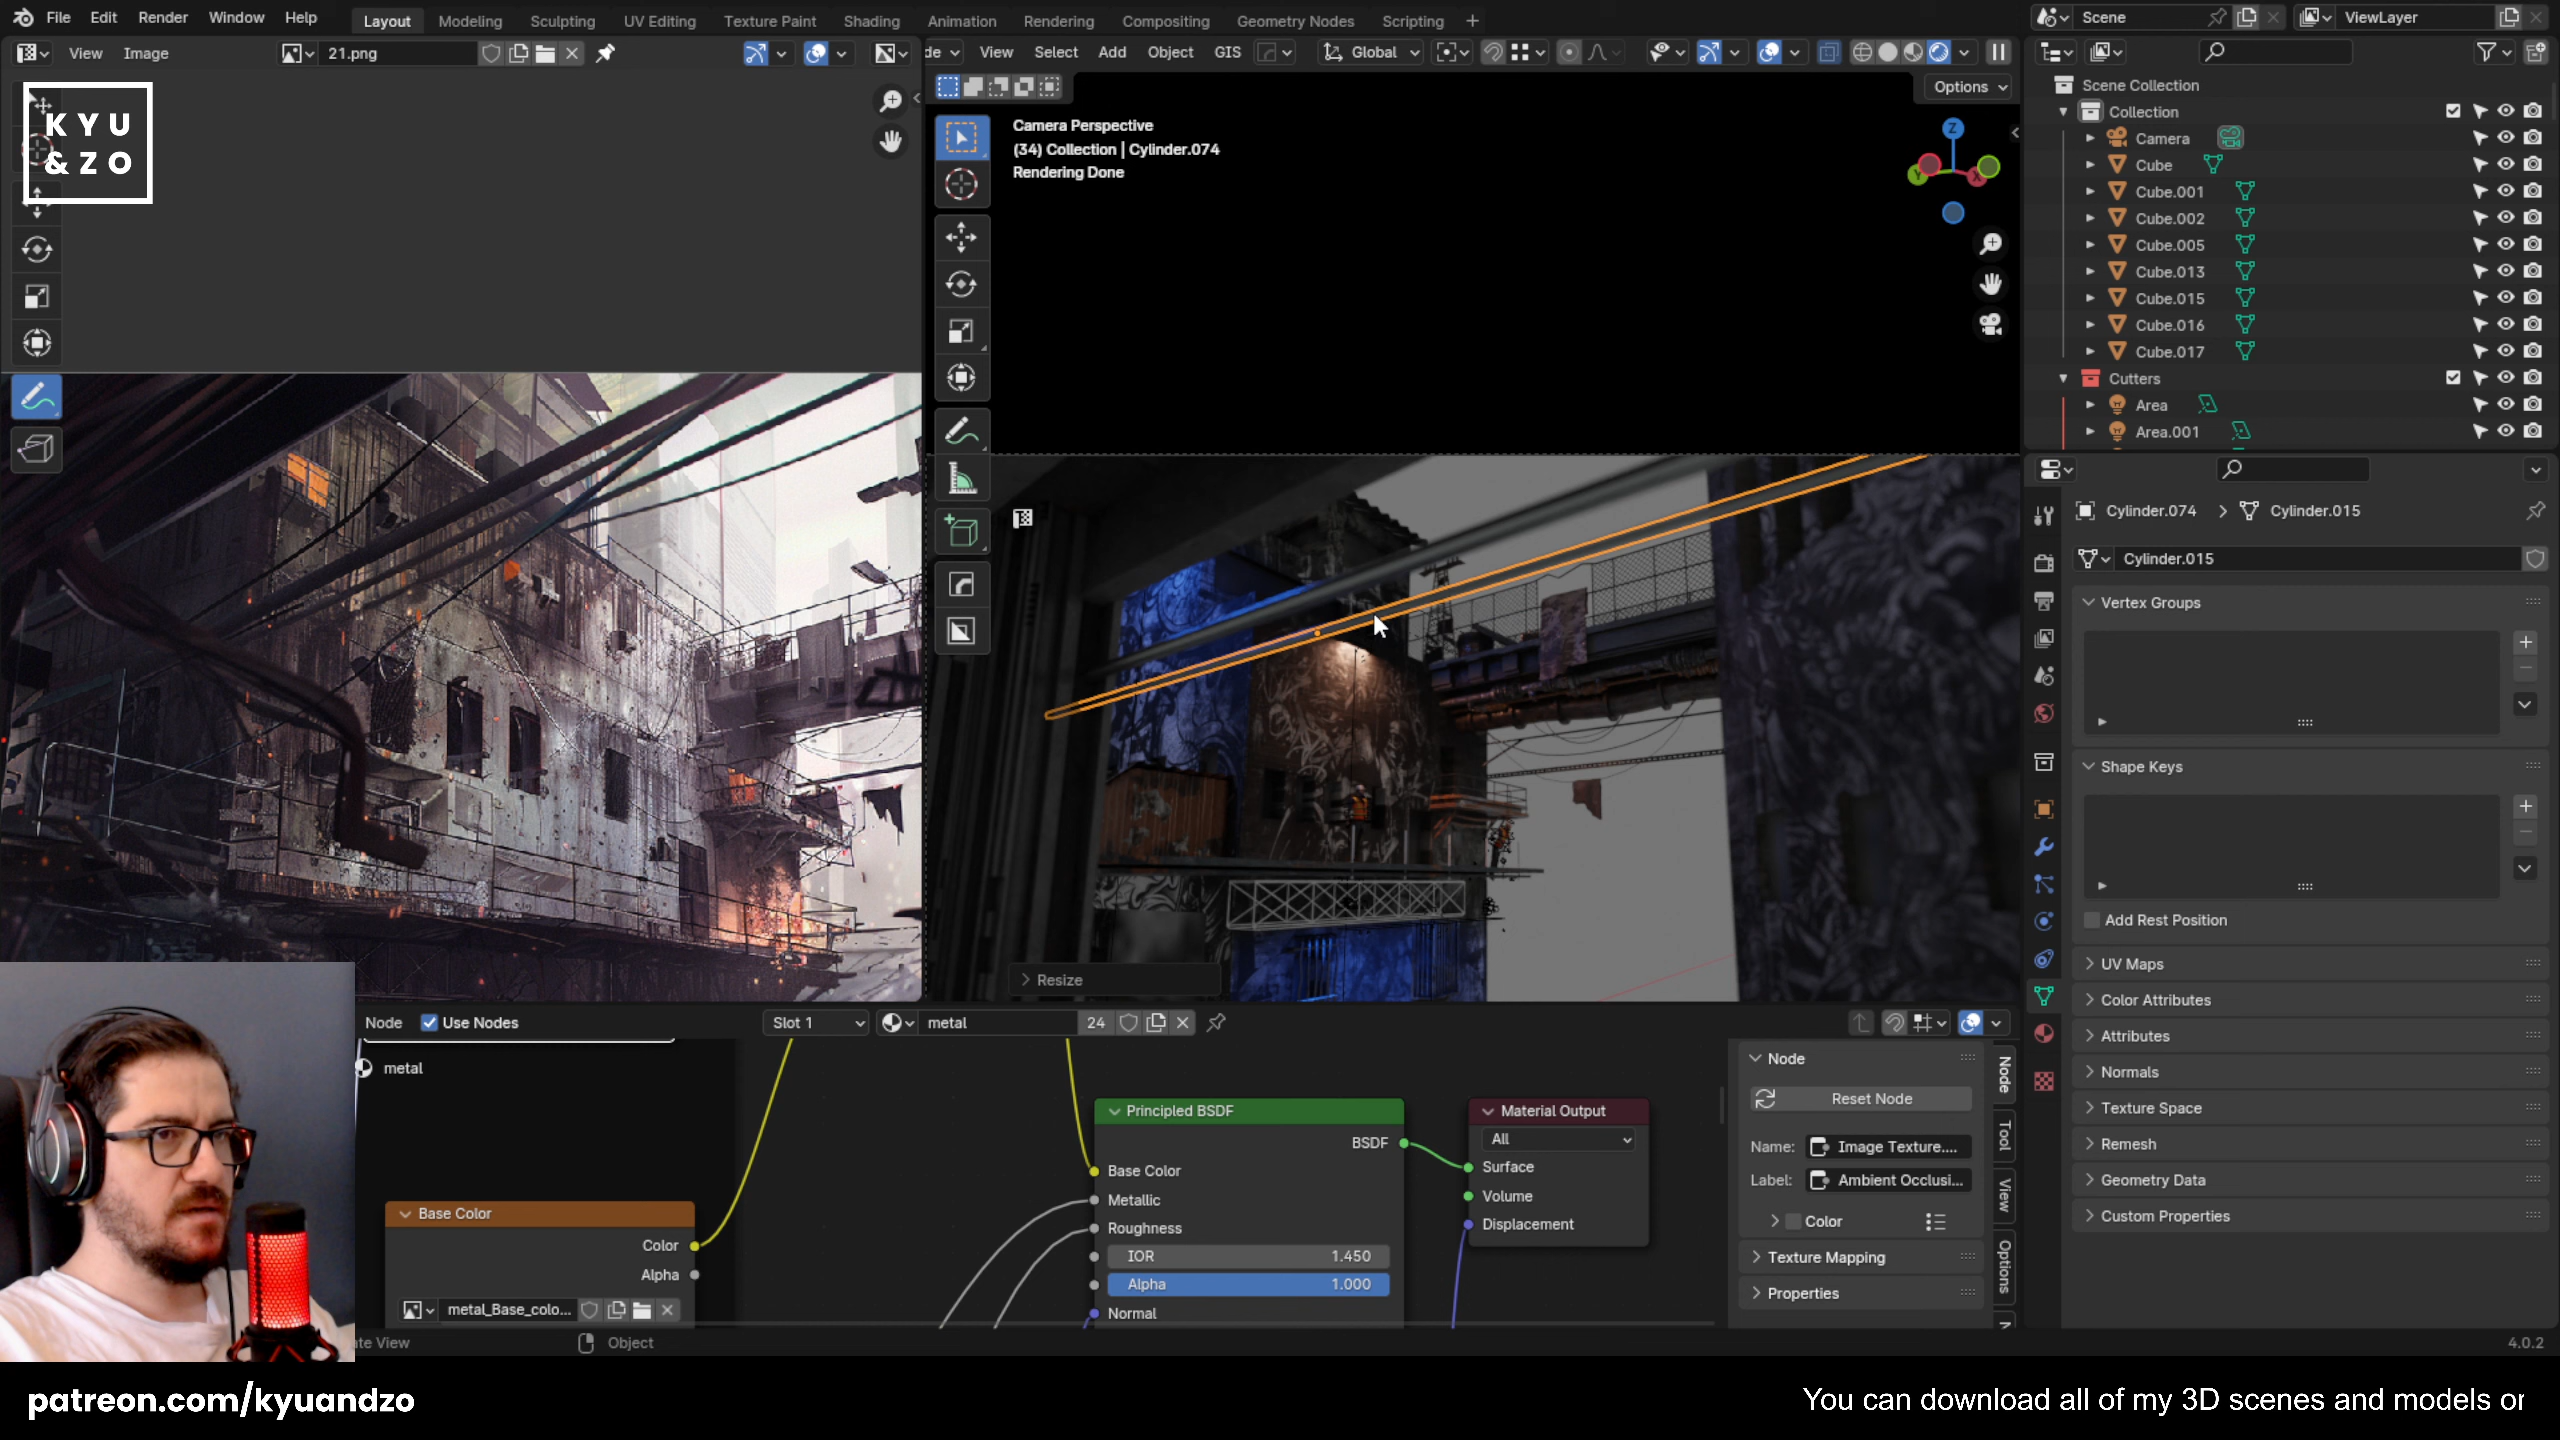 File Edit Render Window Help
Layout Modeling Sculpting UV Editing Texture Paint Shading Animation Rendering Compositing Geometry Nodes Scripting +
Scene
ViewLayer
View Image
21.png
de View Select Add Object GIS
Global
KYU
&ZO
Options
Camera Perspective
(34) Collection | Cylinder.074
Rendering Done
Z
Y
X
Scene Collection
Collection
Camera
Cube
Cube.001
Cube.002
Cube.005
Cube.013
Cube.015
Cube.016
Cube.017
Cutters
Area
Area.001
Cylinder.074 > Cylinder.015
Cylinder.015
Vertex Groups
Shape Keys
Add Rest Position
UV Maps
Color Attributes
Attributes
Normals
Texture Space
Remesh
Geometry Data
Custom Properties
Resize
Node Use Nodes
Slot 1
metal
24
metal
Base Color
Color
Alpha
metal_Base_colo...
Principled BSDF
BSDF
Base Color
Metallic
Roughness
IOR 1.450
Alpha 1.000
Normal
Material Output
All
Surface
Volume
Displacement
Node
Reset Node
Name: Image Texture....
Label: Ambient Occlusi...
Color
Texture Mapping
Properties
Node
Tool
View
Options
te View
Object
4.0.2
patreon.com/kyuandzo
You can download all of my 3D scenes and models or